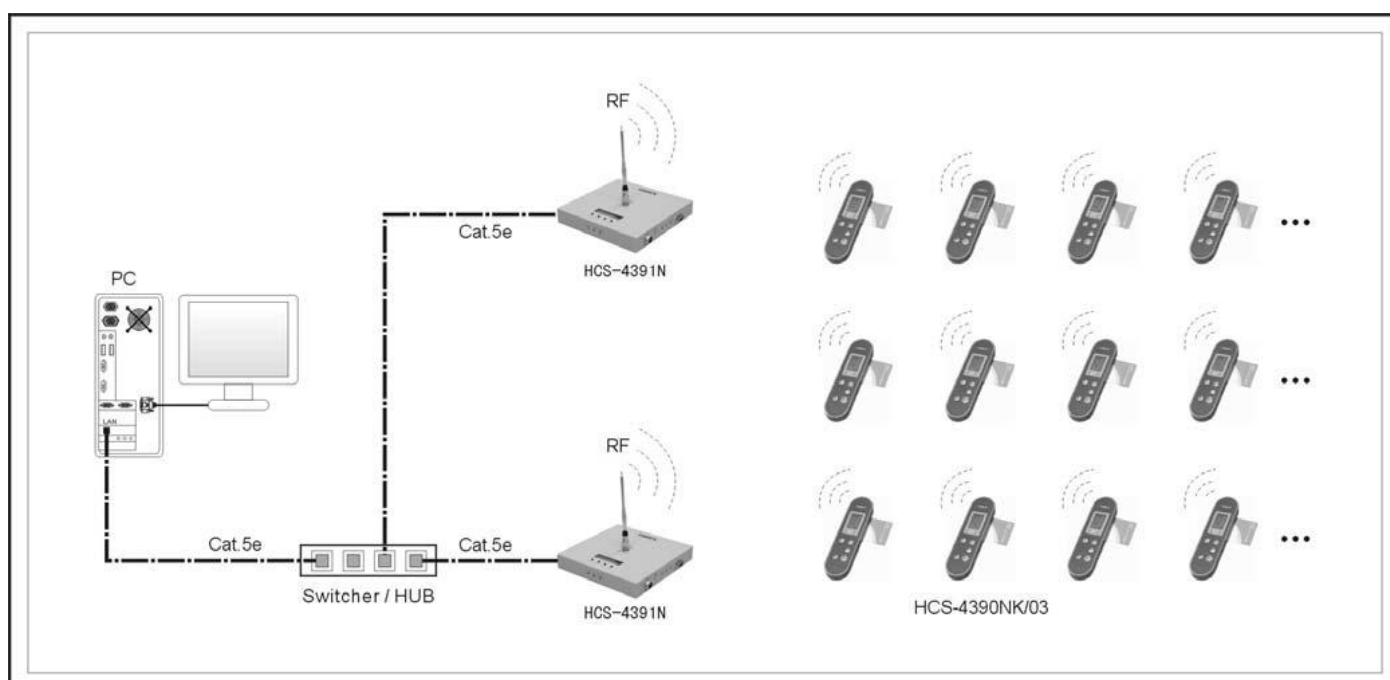 RF
Cat.5e
HCS-4391N
PC
LAN
RF
Cat.5e
Cat.5e
Switcher / HUB
HCS-4391N
HCS-4390NK/03